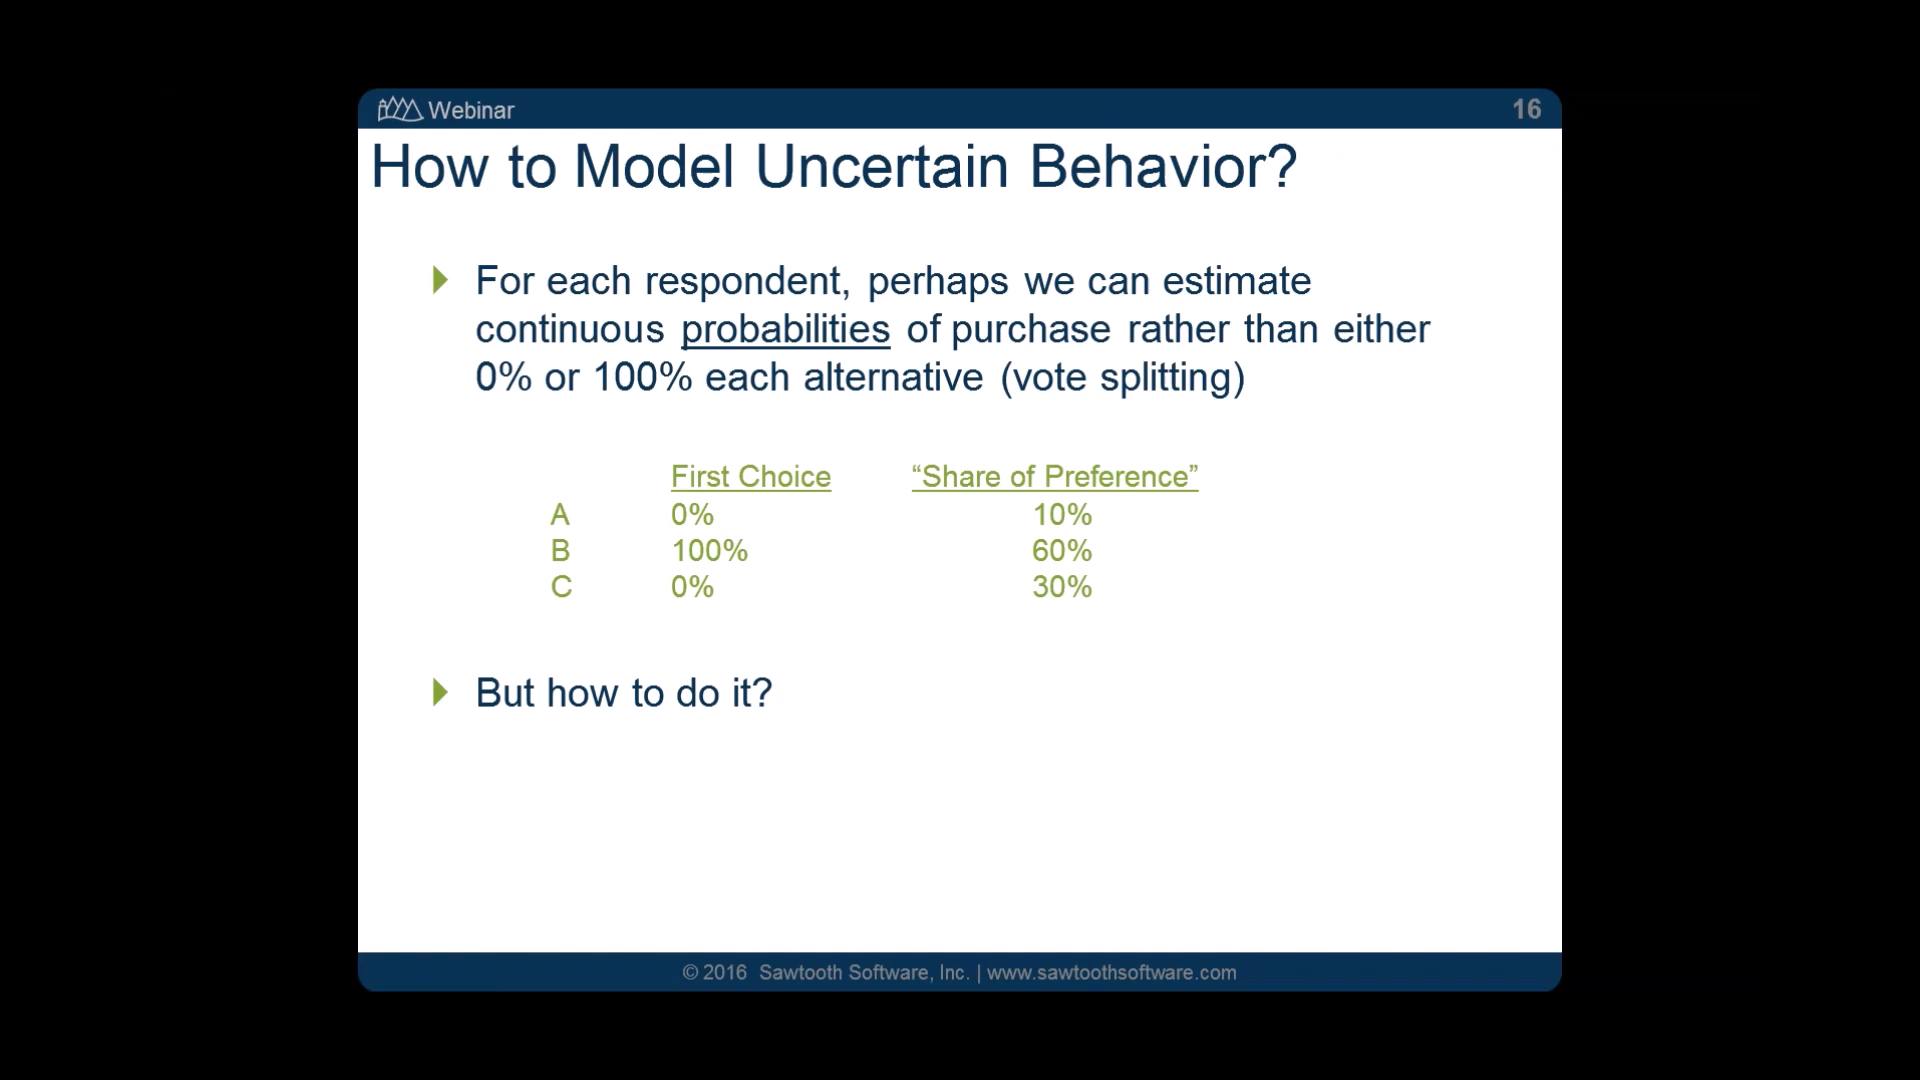 Webinar 16
How to Model Uncertain Behavior?
For each respondent, perhaps we can estimate
continuous probabilities of purchase rather than either
0% or 100% each alternative (vote splitting)
First Choice “Share of Preference”
A 0% 10%
B 100% 60%
C 0% 30%
But how to do it?
© 2016 Sawtooth Software, Inc. | www.sawtoothsoftware.com